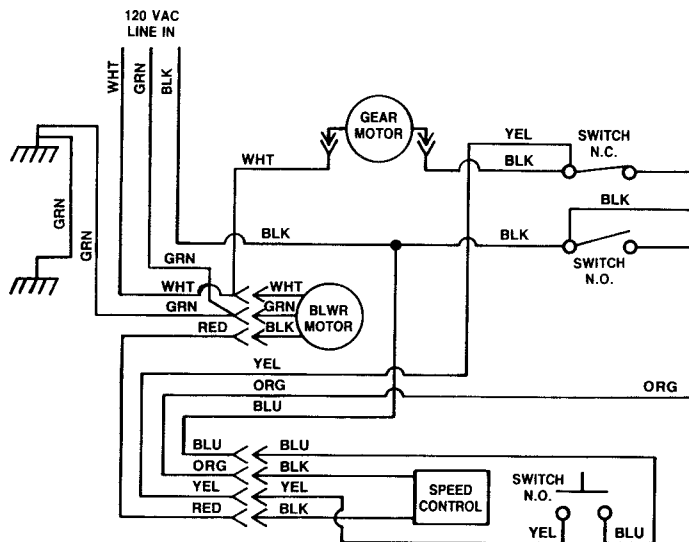 120 VAC
LINE IN
WHT
GRN
BLK
GEAR
MOTOR
YEL
SWITCH
N.C.
WHT
BLK
BLK
BLK
BLK
SWITCH
N.O.
GRN
GRN
GRN
WHT
WHT
GRN
GRN
BLWR
MOTOR
RED
BLK
YEL
ORG
ORG
BLU
BLU
BLU
ORG
BLK
YEL
YEL
RED
BLK
SPEED
CONTROL
SWITCH
N.O.
YEL
BLU